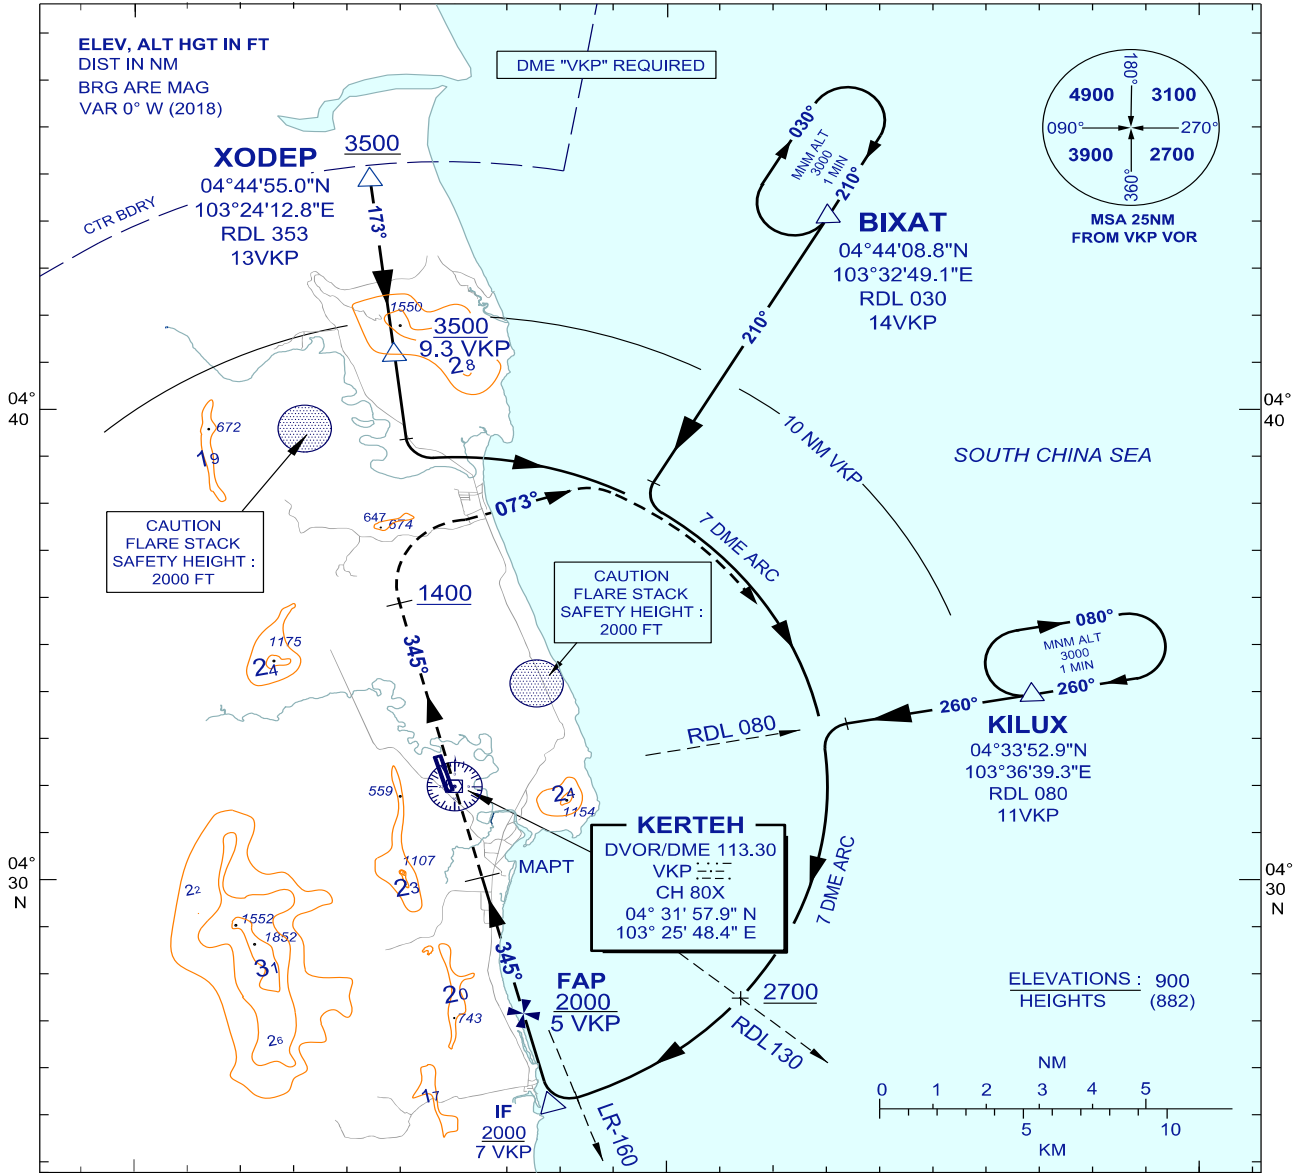 ELEV, ALT HGT IN FT
DIST IN NM
BRG ARE MAG
VAR 0° W (2018)
DME "VKP" REQUIRED
180°
4900 3100
090° 270°
3900 2700
360°
MSA 25NM
FROM VKP VOR
3500
XODEP
04°44'55.0"N
103°24'12.8"E
RDL 353
13VKP
CTR BDRY
173°
030°
MNM ALT
3000
1 MIN
210°
BIXAT
04°44'08.8"N
103°32'49.1"E
RDL 030
14VKP
210°
1550
3500
9.3 VKP
28
04°
40
04°
40
672
19
10 NM VKP
SOUTH CHINA SEA
CAUTION
FLARE STACK
SAFETY HEIGHT :
2000 FT
647
674
073°
7 DME ARC
CAUTION
FLARE STACK
SAFETY HEIGHT :
2000 FT
1400
345°
1175
24
080°
MNM ALT
3000
1 MIN
260°
260°
KILUX
04°33'52.9"N
103°36'39.3"E
RDL 080
11VKP
RDL 080
559
24
1154
KERTEH
DVOR/DME 113.30
VKP
CH 80X
04° 31' 57.9" N
103° 25' 48.4" E
MAPT
7 DME ARC
04°
30
N
04°
30
N
1107
23
22
1552
1852
31
26
345°
FAP
2000
5 VKP
20
743
2700
RDL130
ELEVATIONS : 900
HEIGHTS (882)
17
IF
2000
7 VKP
LR-160
NM
0 1 2 3 4 5
5 10
KM